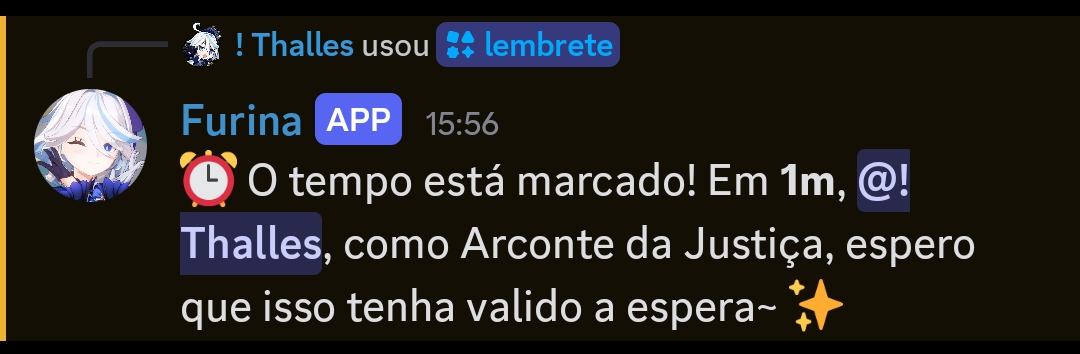 ! Thalles usou lembrete
Furina APP 15:56
⏰ O tempo está marcado! Em 1m, @!
Thalles, como Arconte da Justiça, espero
que isso tenha valido a espera~ ✨